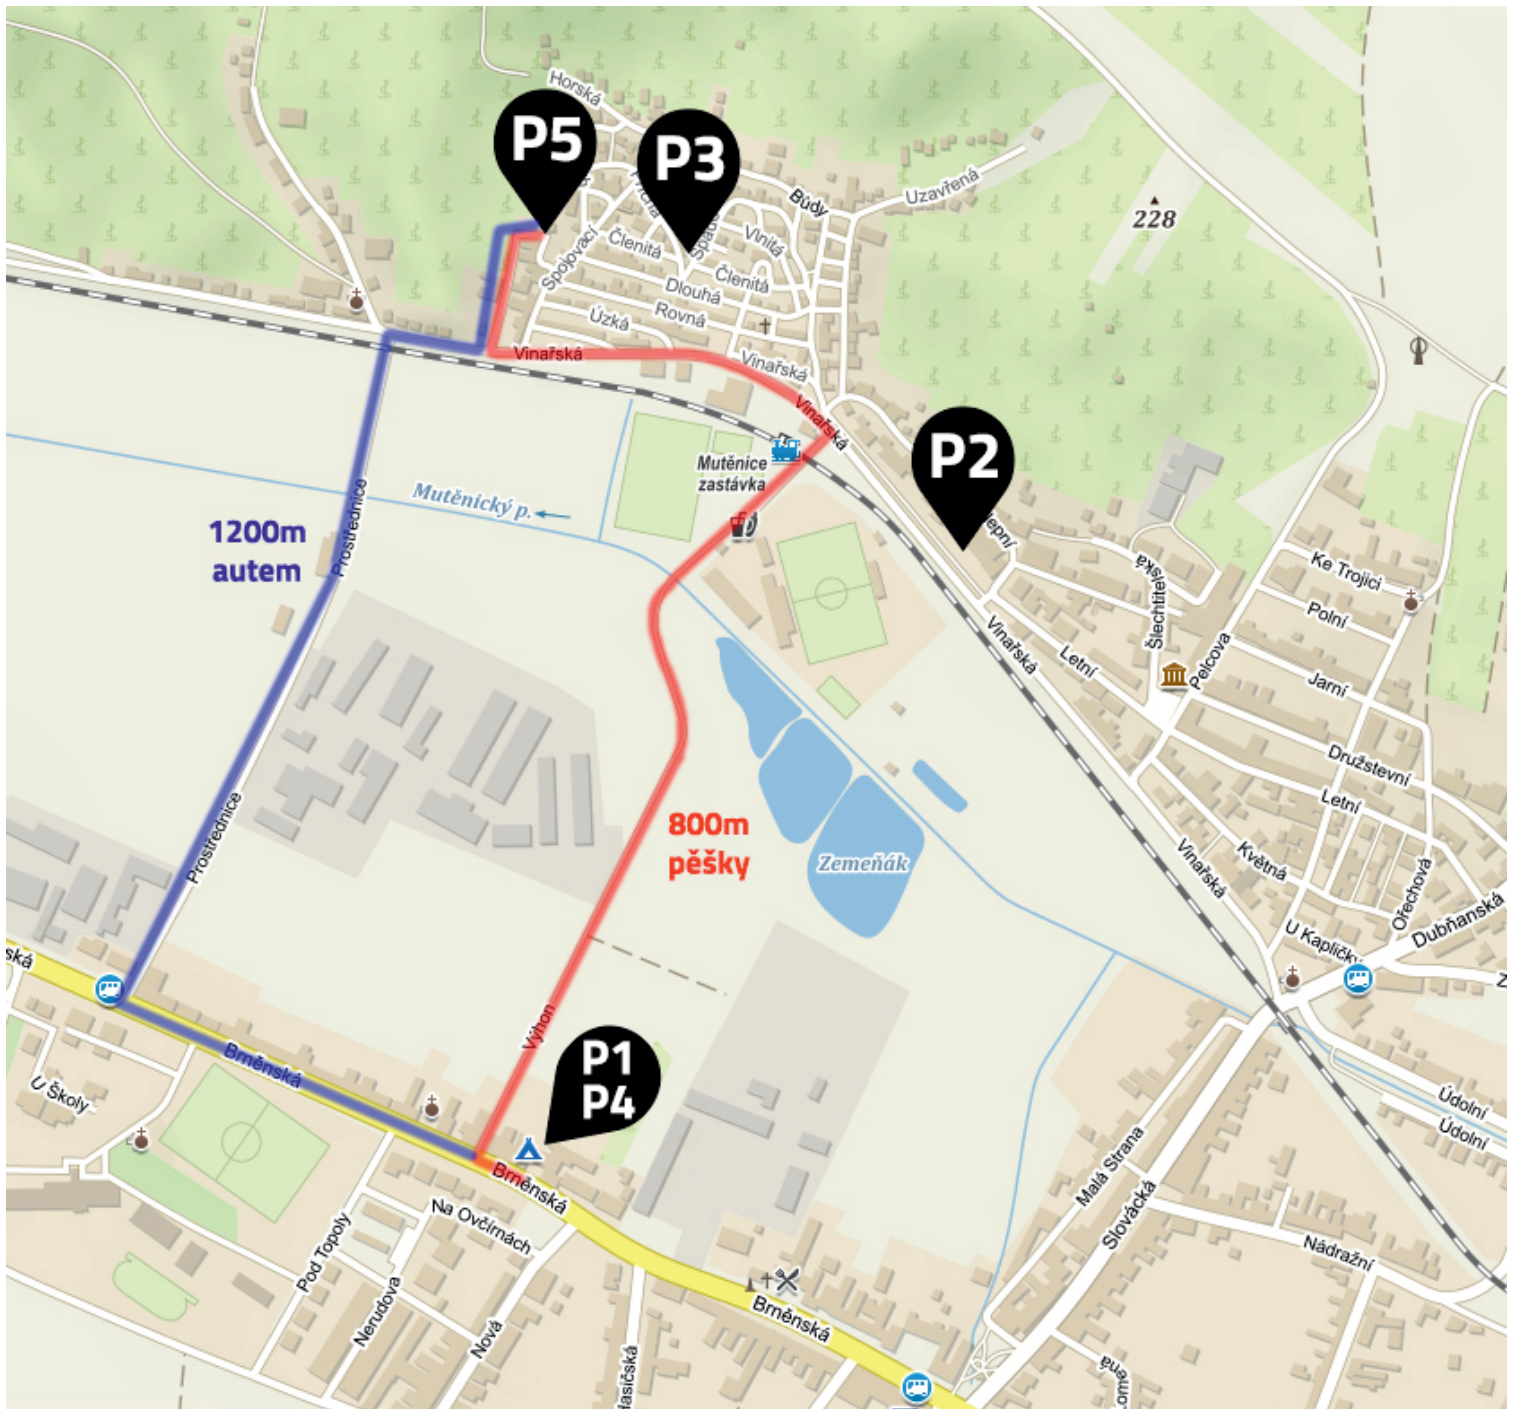 Horská
P5
P3
Búdy
Uzavřená
228
Členitá
Vlnitá
Spojovací
Členitá
Dlouhá
Rovná
Úzká
Vinařská
Vinařská
Vinařská
P2
Mutěnice
zastávka
Mutěnický p.
Prostřednice
1200m
autem
Šlechtitelská
Ke Trojici
Polní
Pelcova
Vinařská
Letní
Jarní
Družstevní
Letní
Prostřednice
800m
pěšky
Zemeňák
Vinařská
Květná
Ořechová
Dubňanská
U Kapličky
ská
Výhon
P1
P4
Brněnská
U Školy
Údolní
Údolní
Malá Strana
Brněnská
Na Ovčírnách
Slovácká
Pod Topoly
Nádražní
Nerudova
Nová
Brněnská